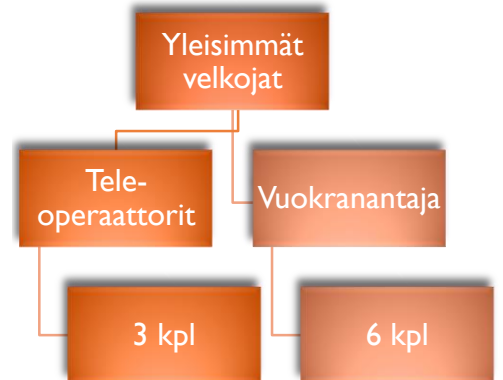 Yleisimmät
velkojat
Tele-
operaattorit
Vuokranantaja
3 kpl
6 kpl